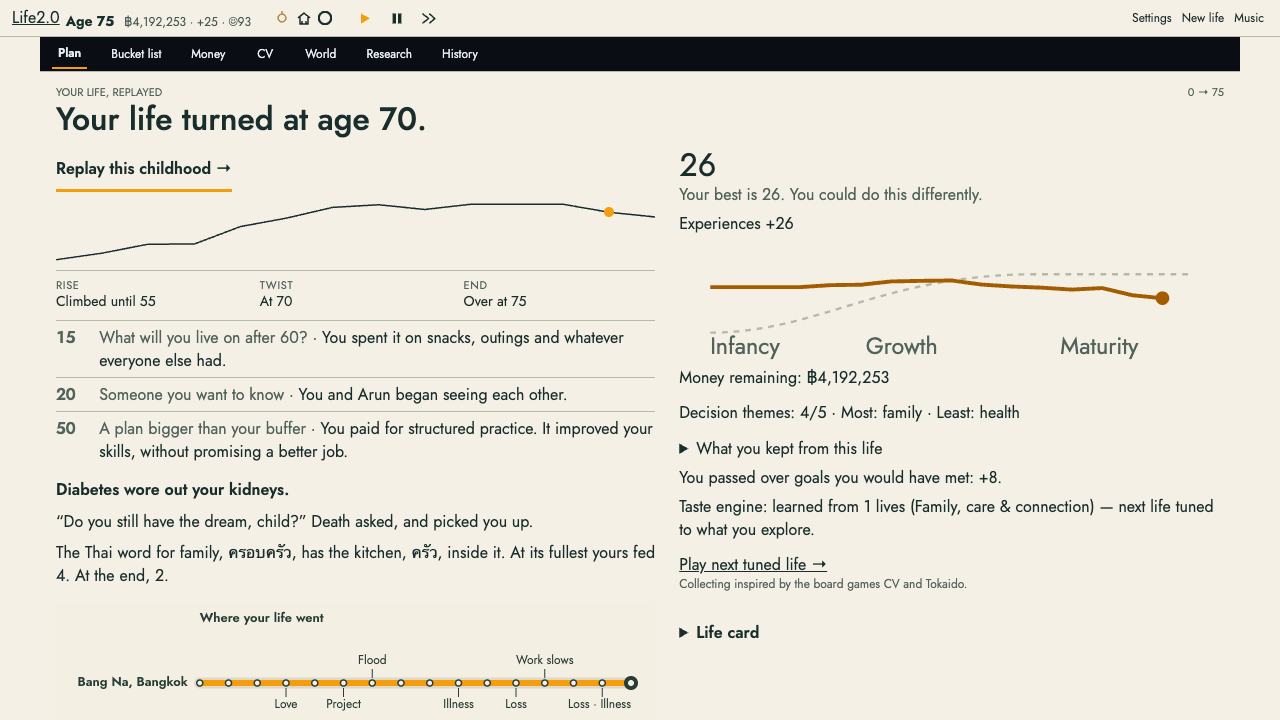 Life2.0 Age 75 ฿4,192,253 · +25 · ☺93
Settings New life Music
Plan Bucket list Money CV World Research History
YOUR LIFE, REPLAYED
0 → 75
Your life turned at age 70.
Replay this childhood →
RISE
Climbed until 55
TWIST
At 70
END
Over at 75
15 What will you live on after 60? · You spent it on snacks, outings and whatever
everyone else had.
20 Someone you want to know · You and Arun began seeing each other.
50 A plan bigger than your buffer · You paid for structured practice. It improved your
skills, without promising a better job.
Diabetes wore out your kidneys.
“Do you still have the dream, child?” Death asked, and picked you up.
The Thai word for family, ครอบครัว, has the kitchen, ครัว, inside it. At its fullest yours fed
4. At the end, 2.
Where your life went
Flood Work slows
Bang Na, Bangkok
Love Project Illness Loss Loss · Illness
26
Your best is 26. You could do this differently.
Experiences +26
Infancy Growth Maturity
Money remaining: ฿4,192,253
Decision themes: 4/5 · Most: family · Least: health
▶ What you kept from this life
You passed over goals you would have met: +8.
Taste engine: learned from 1 lives (Family, care & connection) — next life tuned
to what you explore.
Play next tuned life →
Collecting inspired by the board games CV and Tokaido.
▶ Life card